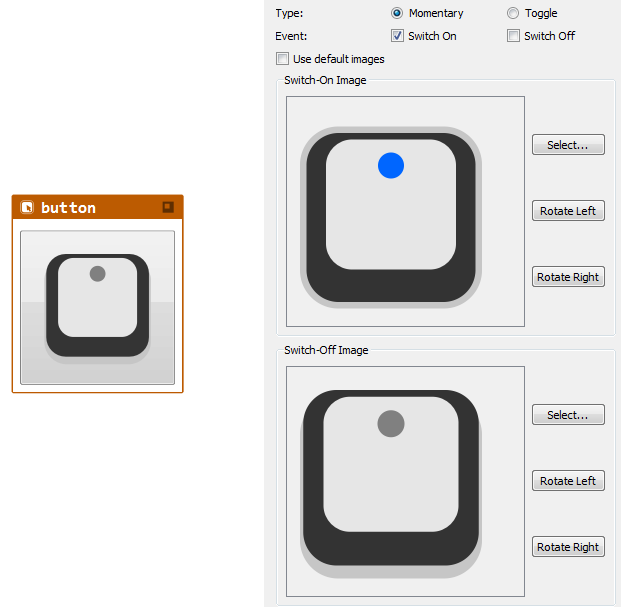 Type: Momentary Toggle
Event: Switch On Switch Off
Use default images
Switch-On Image
Select...
button
Rotate Left
Rotate Right
Switch-Off Image
Select...
Rotate Left
Rotate Right